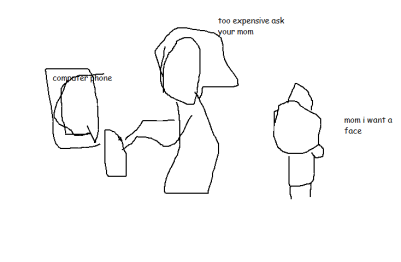 too expensive ask
your mom
computer phone
mom i want a
face